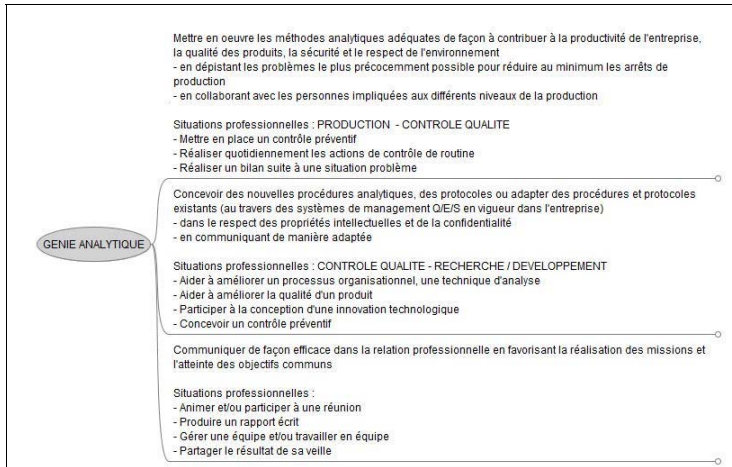 Mettre en oeuvre les méthodes analytiques adéquates de façon à contribuer à la productivité de l'entreprise,
la qualité des produits, la sécurité et le respect de l'environnement
- en dépistant les problèmes le plus précocemment possible pour réduire au minimum les arrêts de
production
- en collaborant avec les personnes impliquées aux différents niveaux de la production
Situations professionnelles : PRODUCTION - CONTROLE QUALITE
- Mettre en place un contrôle préventif
- Réaliser quotidiennement les actions de contrôle de routine
- Réaliser un bilan suite à une situation problème
GENIE ANALYTIQUE
Concevoir des nouvelles procédures analytiques, des protocoles ou adapter des procédures et protocoles
existants (au travers des systèmes de management Q/E/S en vigueur dans l'entreprise)
- dans le respect des propriétés intellectuelles et de la confidentialité
- en communiquant de manière adaptée
Situations professionnelles : CONTROLE QUALITE - RECHERCHE / DEVELOPPEMENT
- Aider à améliorer un processus organisationnel, une technique d'analyse
- Aider à améliorer la qualité d'un produit
- Participer à la conception d'une innovation technologique
- Concevoir un contrôle préventif
Communiquer de façon efficace dans la relation professionnelle en favorisant la réalisation des missions et
l'atteinte des objectifs communs
Situations professionnelles :
- Animer et/ou participer à une réunion
- Produire un rapport écrit
- Gérer une équipe et/ou travailler en équipe
- Partager le résultat de sa veille